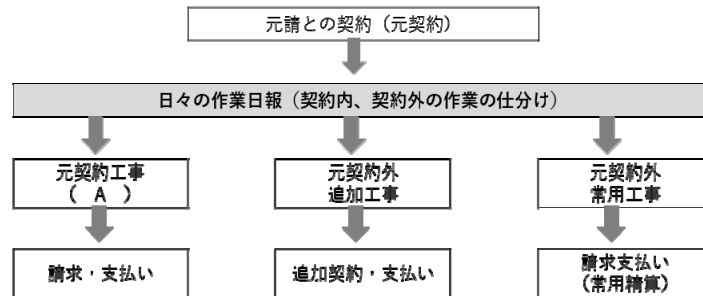 元請との契約（元契約）
日々の作業日報（契約内、契約外の作業の仕分け）
元契約工事
（　A　）
元契約外
追加工事
元契約外
常用工事
請求・支払い
追加契約・支払い
請求支払い
（常用精算）